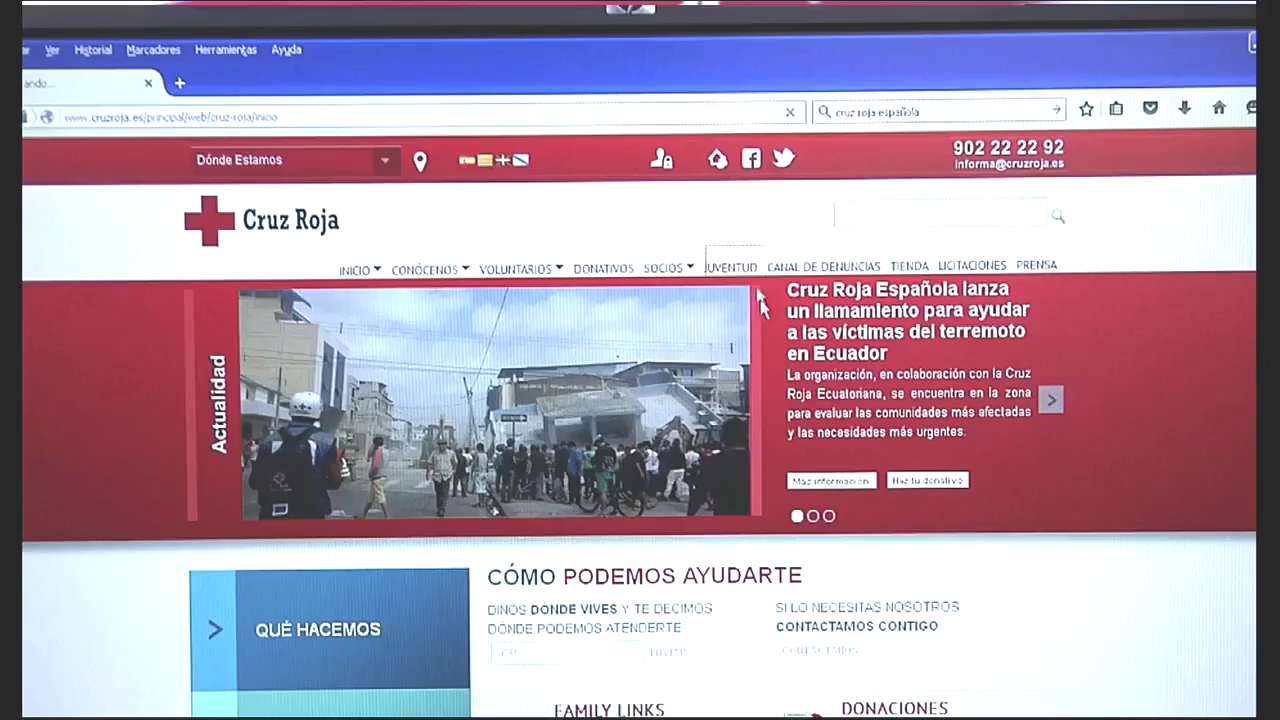 Ver Historial Marcadores Herramientas Ayuda
ando...
www.cruzroja.es/principal/web/cruz-roja/inicio
cruz roja española
Dónde Estamos
902 22 22 92
informa@cruzroja.es
Cruz Roja
INICIO CONÓCENOS VOLUNTARIOS DONATIVOS SOCIOS JUVENTUD CANAL DE DENUNCIAS TIENDA LICITACIONES PRENSA
Actualidad
Cruz Roja Española lanza
un llamamiento para ayudar
a las víctimas del terremoto
en Ecuador
La organización, en colaboración con la Cruz
Roja Ecuatoriana, se encuentra en la zona
para evaluar las comunidades más afectadas
y las necesidades más urgentes.
Más información Haz tu donativo
QUÉ HACEMOS
CÓMO PODEMOS AYUDARTE
DINOS DONDE VIVES Y TE DECIMOS
DÓNDE PODEMOS ATENDERTE
SI LO NECESITAS NOSOTROS
CONTACTAMOS CONTIGO
FAMILY LINKS
DONACIONES